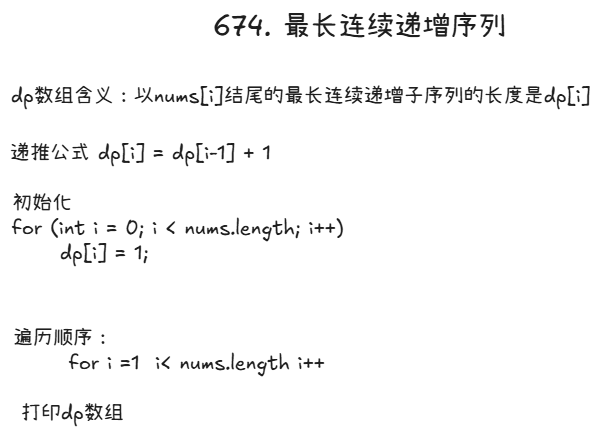 674. 最长连续递增序列
dp数组含义：以nums[i]结尾的最长连续递增子序列的长度是dp[i]
递推公式 dp[i] = dp[i-1] + 1
初始化
for (int i = 0; i < nums.length; i++)
dp[i] = 1;
遍历顺序：
for i =1 i< nums.length i++
打印dp数组